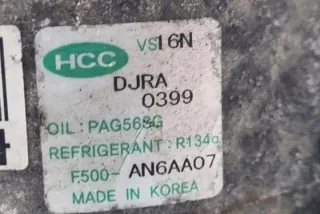 HCC VS16N
DJRA
0399
OIL: PAG56SG
REFRIGERANT: R134a
F500-AN6AA07
MADE IN KOREA